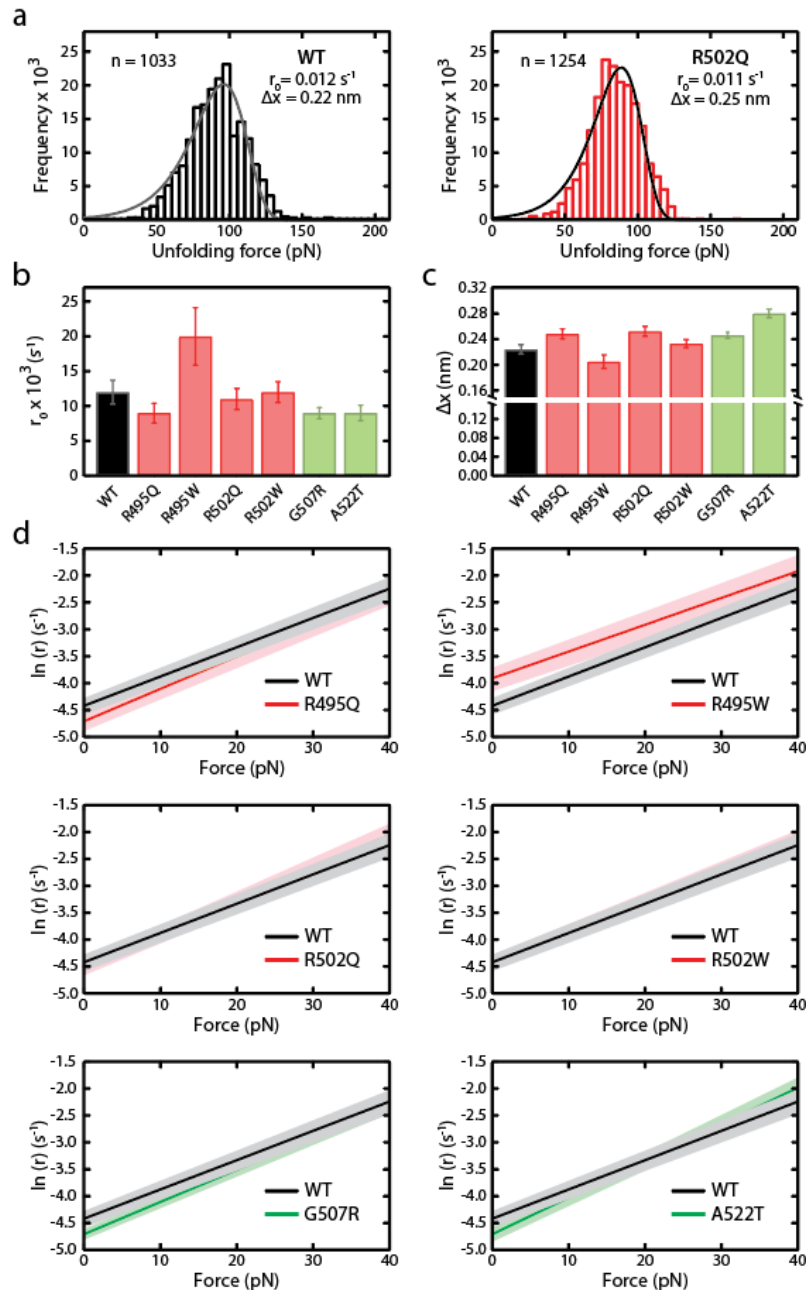 a
n = 1033
WT
r₀= 0.012 s⁻¹
Δx = 0.22 nm
Frequency x 10³
25
20
15
10
5
0
50
100
150
200
Unfolding force (pN)
n = 1254
R502Q
r₀= 0.011 s⁻¹
Δx = 0.25 nm
Frequency x 10³
25
20
15
10
5
0
0
50
100
150
200
Unfolding force (pN)
b
r₀ x 10³ (s⁻¹)
25
20
15
10
5
0
WT
R495Q
R495W
R502Q
R502W
G507R
A522T
c
Δx (nm)
0.32
0.28
0.24
0.20
0.16
0.12
0.08
0.04
0.00
WT
R495Q
R495W
R502Q
R502W
G507R
A522T
d
ln (r) (s⁻¹)
-1.5
-2.0
-2.5
-3.0
-3.5
-4.0
-4.5
-5.0
WT
R495Q
0
10
20
30
40
Force (pN)
ln (r) (s⁻¹)
-1.5
-2.0
-2.5
-3.0
-3.5
-4.0
-4.5
-5.0
WT
R495W
0
10
20
30
40
Force (pN)
ln (r) (s⁻¹)
-1.5
-2.0
-2.5
-3.0
-3.5
-4.0
-4.5
-5.0
WT
R502Q
0
10
20
30
40
Force (pN)
ln (r) (s⁻¹)
-1.5
-2.0
-2.5
-3.0
-3.5
-4.0
-4.5
-5.0
WT
R502W
0
10
20
30
40
Force (pN)
ln (r) (s⁻¹)
-1.5
-2.0
-2.5
-3.0
-3.5
-4.0
-4.5
-5.0
WT
G507R
0
10
20
30
40
Force (pN)
ln (r) (s⁻¹)
-1.5
-2.0
-2.5
-3.0
-3.5
-4.0
-4.5
-5.0
WT
A522T
0
10
20
30
40
Force (pN)